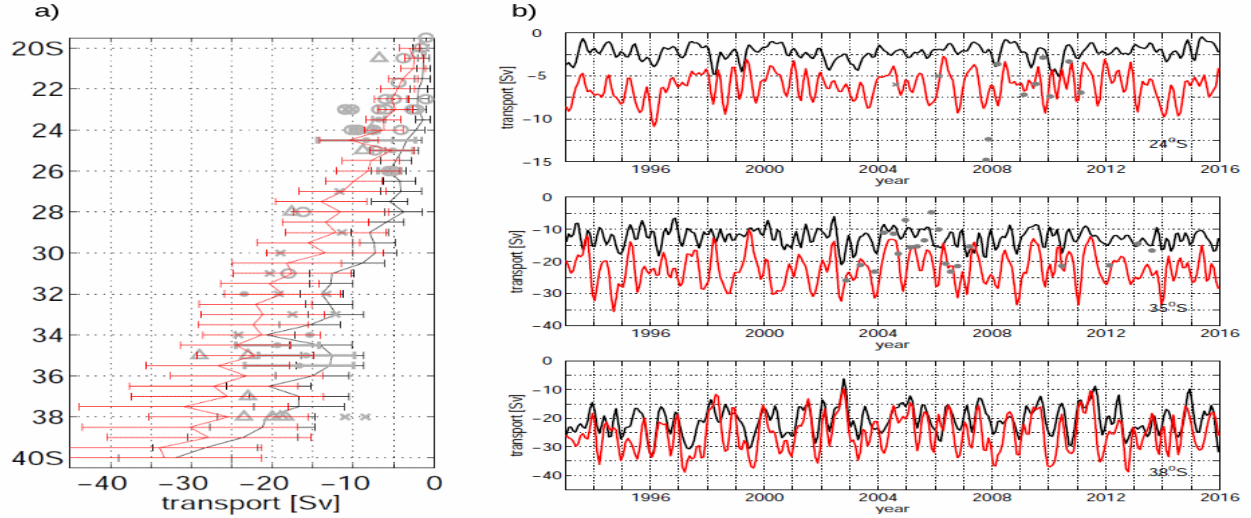 a)
20S
22
24
26
28
30
32
34
36
38
40S
−40 −30 −20 −10 0
transport [Sv]
b)
0
−5
−10
−15
transport [Sv]
24°S
1996 2000 2004 2008 2012 2016
year
0
−10
−20
−30
−40
transport [Sv]
35°S
1996 2000 2004 2008 2012 2016
year
0
−10
−20
−30
−40
transport [Sv]
38°S
1996 2000 2004 2008 2012 2016
year